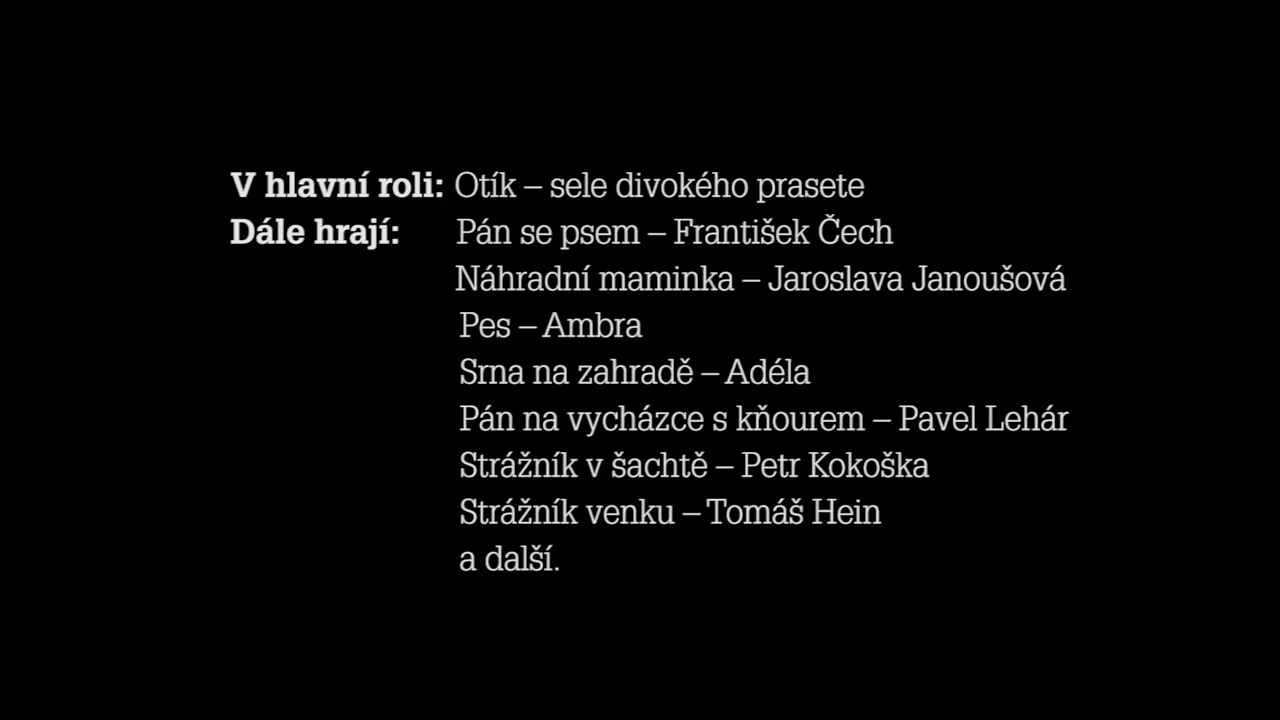 V hlavní roli: Otík – sele divokého prasete
Dále hrají: Pán se psem – František Čech
Náhradní maminka – Jaroslava Janoušová
Pes – Ambra
Srna na zahradě – Adéla
Pán na vycházce s kňourem – Pavel Lehár
Strážník v šachtě – Petr Kokoška
Strážník venku – Tomáš Hein
a další.